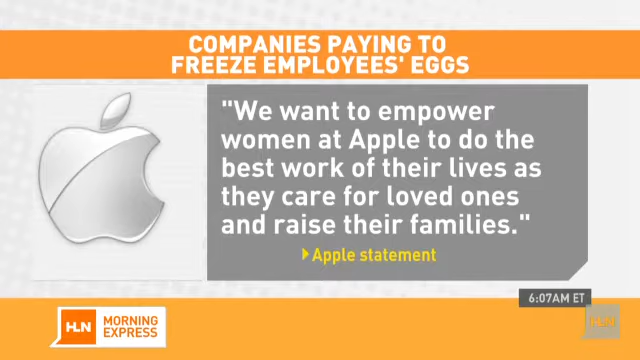 COMPANIES PAYING TO
FREEZE EMPLOYEES' EGGS
"We want to empower
women at Apple to do the
best work of their lives as
they care for loved ones
and raise their families."
Apple statement
6:07AM ET
HLN
HLN
MORNING
EXPRESS